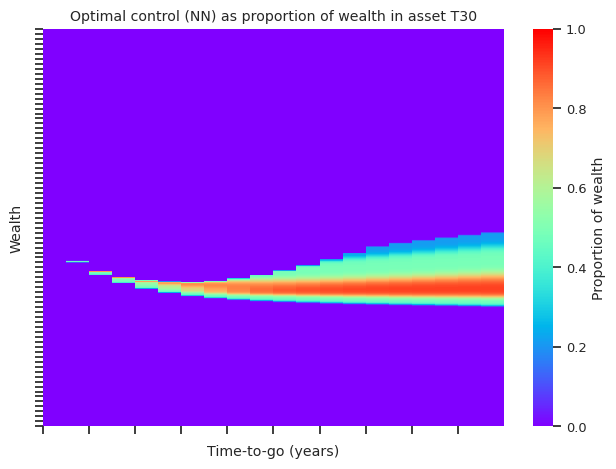 Optimal control (NN) as proportion of wealth in asset T30
Wealth
Time-to-go (years)
1.0
0.8
0.6
0.4
0.2
0.0
Proportion of wealth